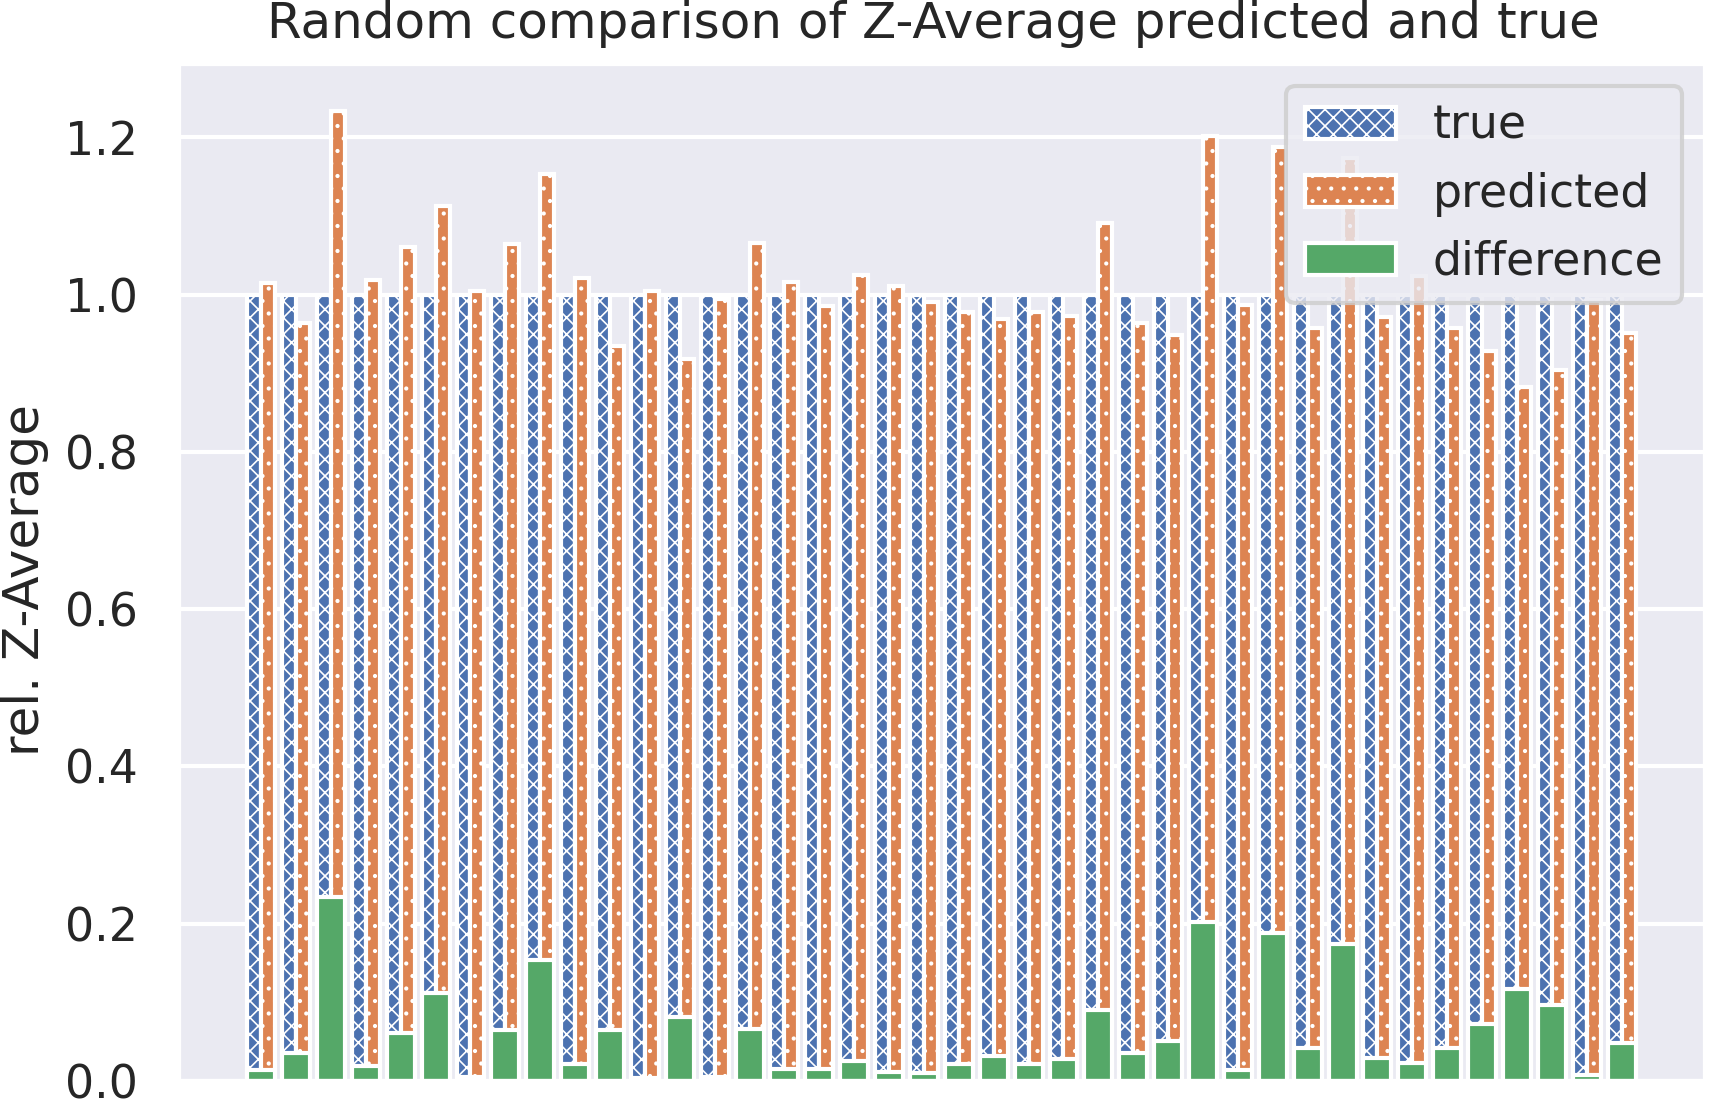 Random comparison of Z-Average predicted and true
rel. Z-Average
1.2
1.0
0.8
0.6
0.4
0.2
0.0
true
predicted
difference